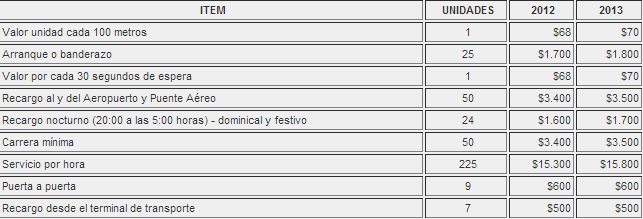 ITEM UNIDADES 2012 2013
Valor unidad cada 100 metros 1 $68 $70
Arranque o banderazo 25 $1.700 $1.800
Valor por cada 30 segundos de espera 1 $68 $70
Recargo al y del Aeropuerto y Puente Aéreo 50 $3.400 $3.500
Recargo nocturno (20:00 a las 5:00 horas) - dominical y festivo 24 $1.600 $1.700
Carrera mínima 50 $3.400 $3.500
Servicio por hora 225 $15.300 $15.800
Puerta a puerta 9 $600 $600
Recargo desde el terminal de transporte 7 $500 $500